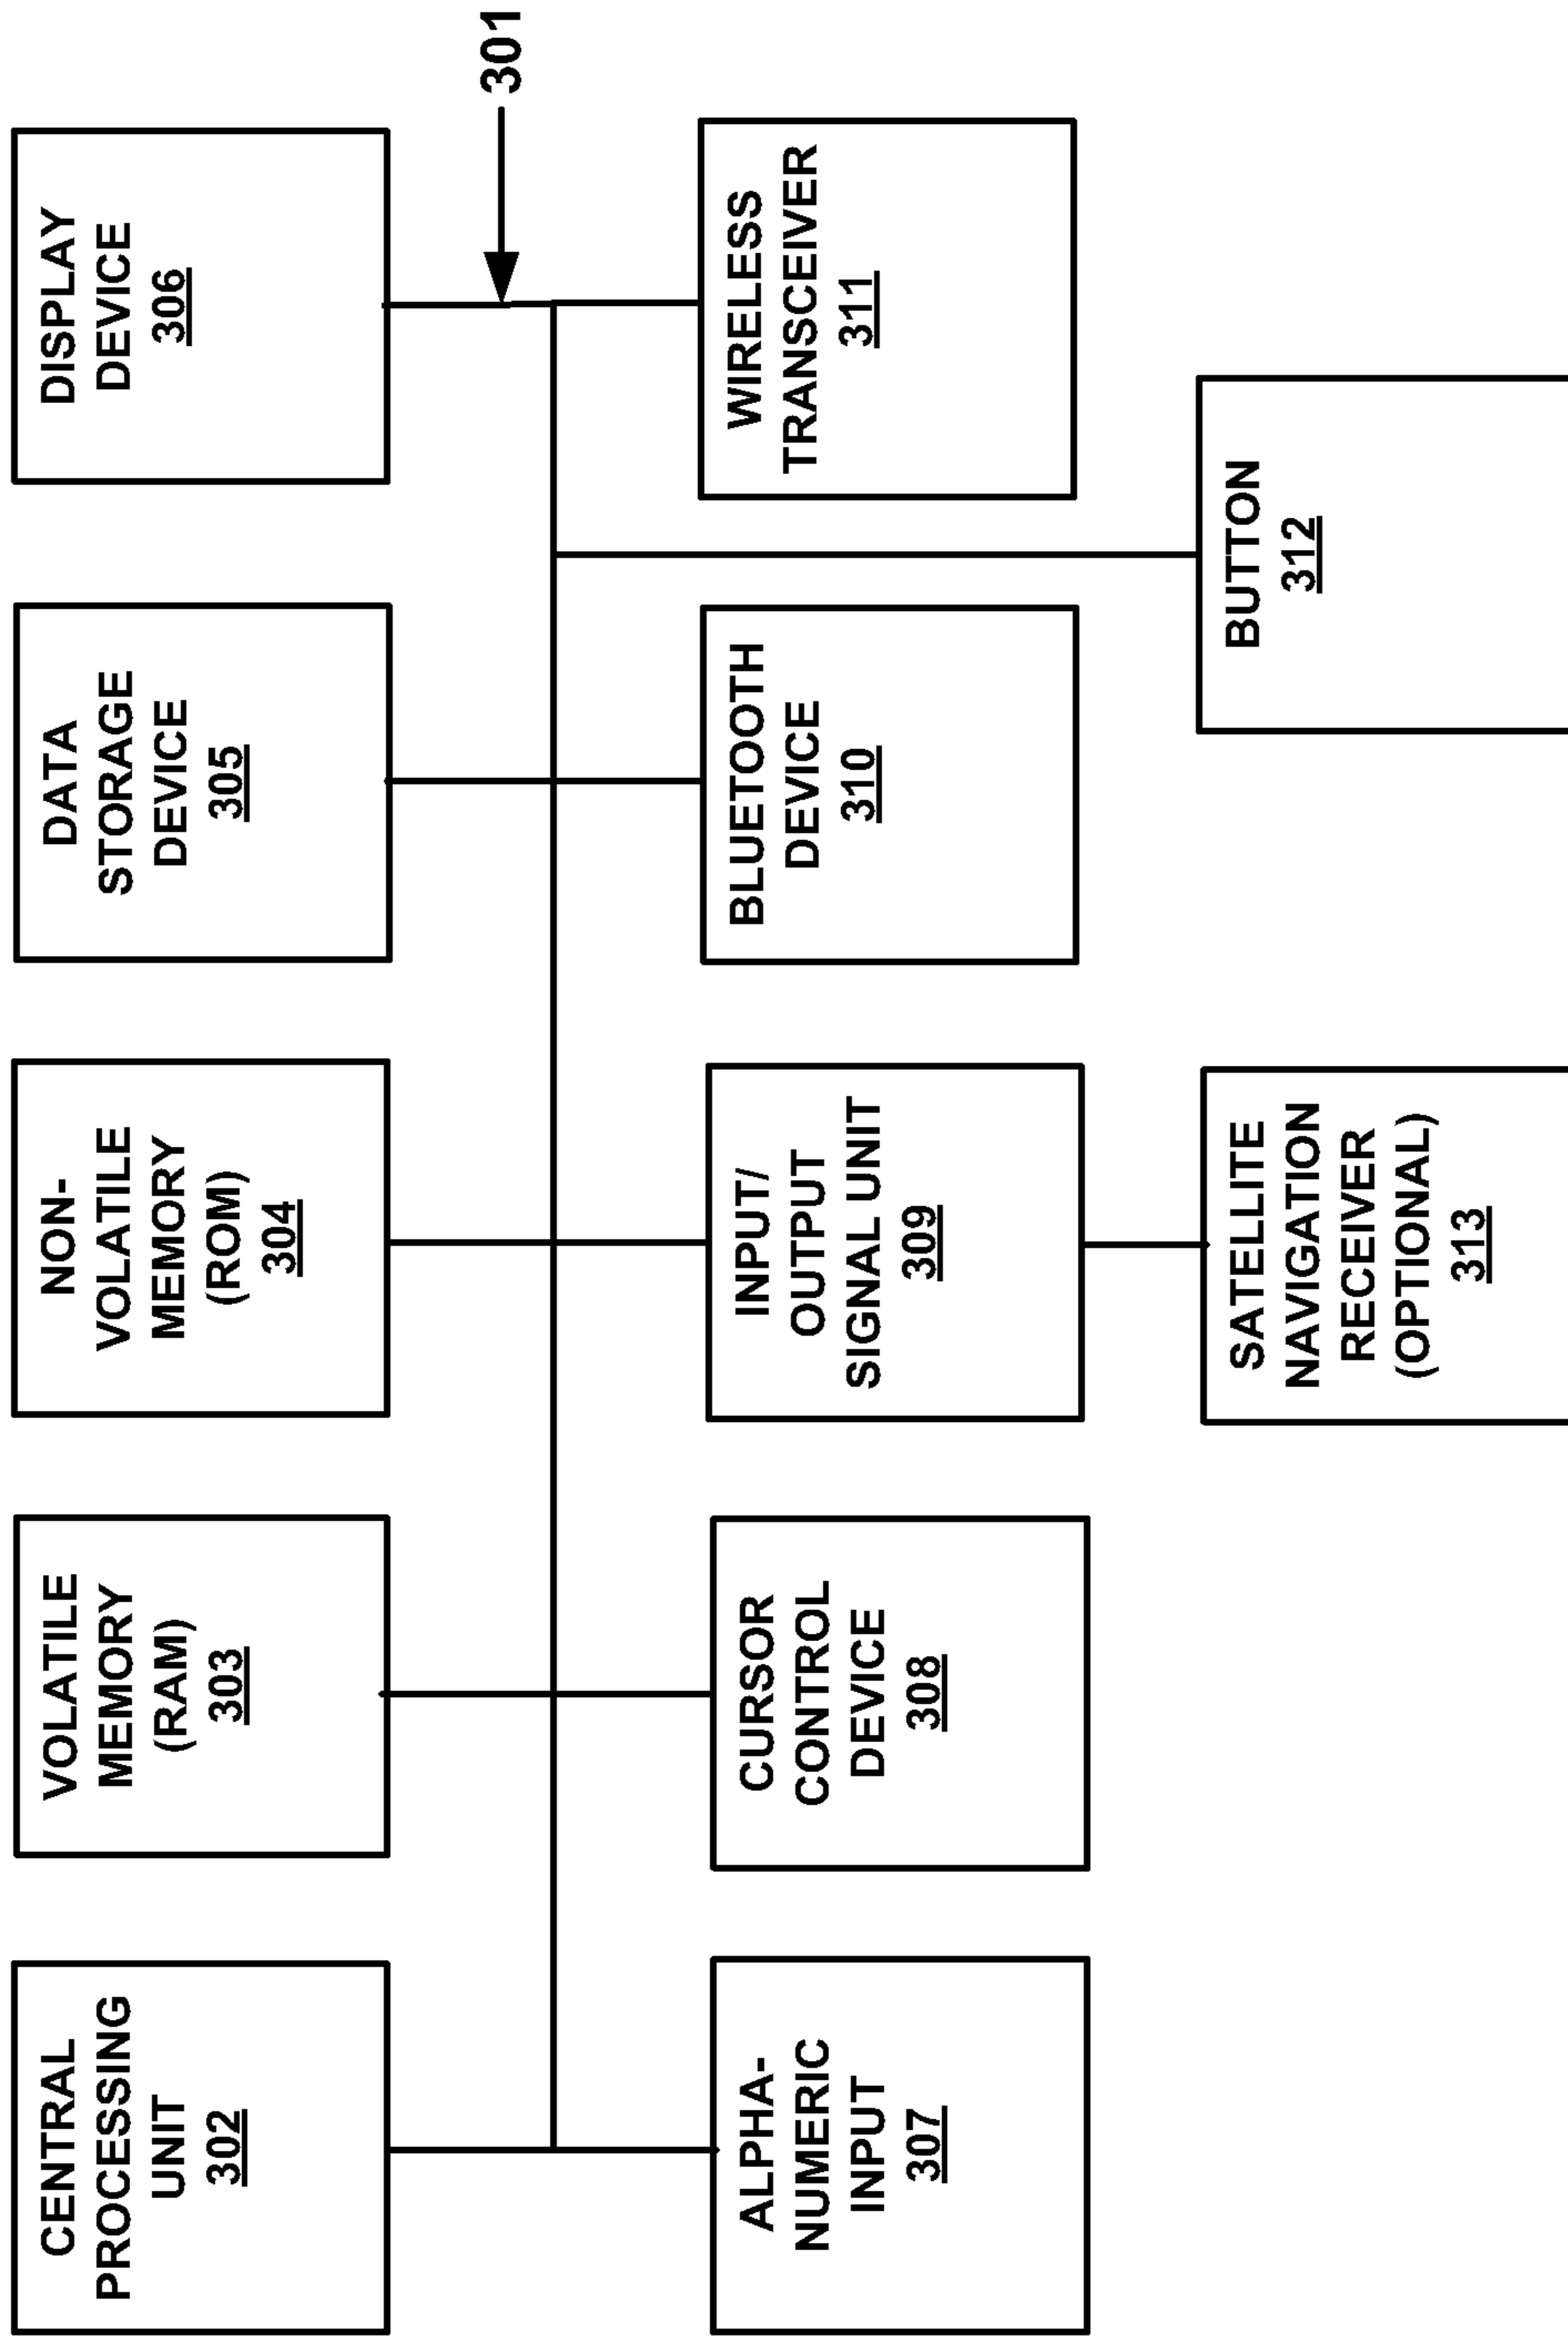 CENTRAL
PROCESSING
UNIT
302
VOLATILE
MEMORY
(RAM)
303
NON-
VOLATILE
MEMORY
(ROM)
304
DATA
STORAGE
DEVICE
305
DISPLAY
DEVICE
306
301
ALPHA-
NUMERIC
INPUT
307
CURSOR
CONTROL
DEVICE
308
INPUT/
OUTPUT
SIGNAL UNIT
309
BLUETOOTH
DEVICE
310
WIRELESS
TRANSCEIVER
311
SATELLITE
NAVIGATION
RECEIVER
(OPTIONAL)
313
BUTTON
312